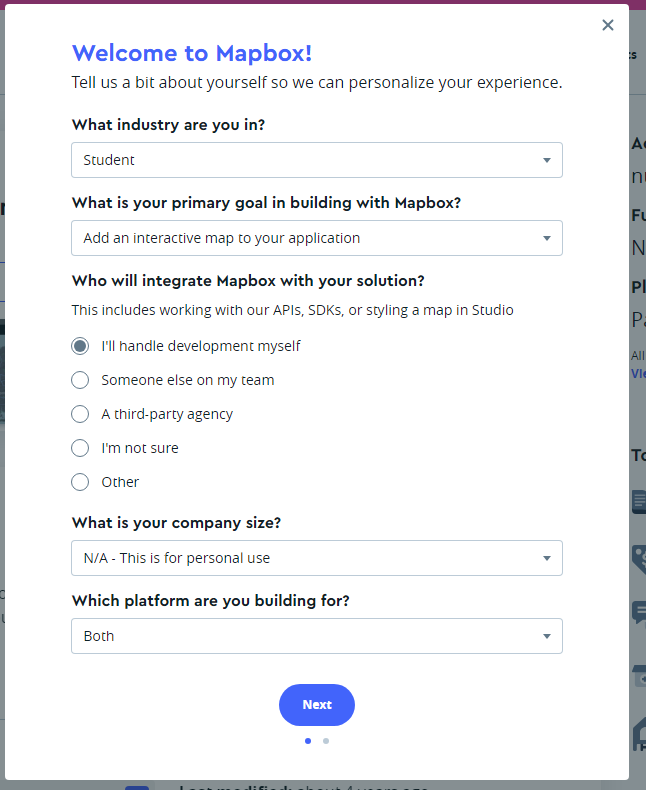 Welcome to Mapbox!
Tell us a bit about yourself so we can personalize your experience.
What industry are you in?
Student
What is your primary goal in building with Mapbox?
Add an interactive map to your application
Who will integrate Mapbox with your solution?
This includes working with our APIs, SDKs, or styling a map in Studio
I'll handle development myself
Someone else on my team
A third-party agency
I'm not sure
Other
What is your company size?
N/A - This is for personal use
Which platform are you building for?
Both
Next
All